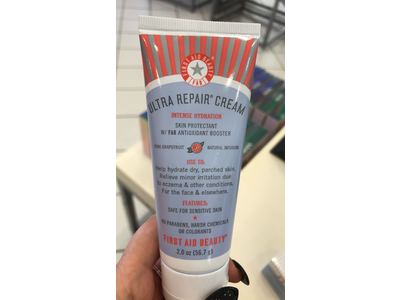 FIRST AID BEAUTY
ULTRA REPAIR® CREAM
INTENSE HYDRATION
SKIN PROTECTANT
W/ FAB ANTIOXIDANT BOOSTER
PINK GRAPEFRUIT NATURAL INFUSION
USE TO:
Help hydrate dry, parched skin.
Relieve minor irritation due
to eczema & other conditions.
For the face & elsewhere.
FEATURES:
SAFE FOR SENSITIVE SKIN
NO PARABENS, HARSH CHEMICALS
OR COLORANTS
FIRST AID BEAUTY®
2.0 oz (56.7 g)